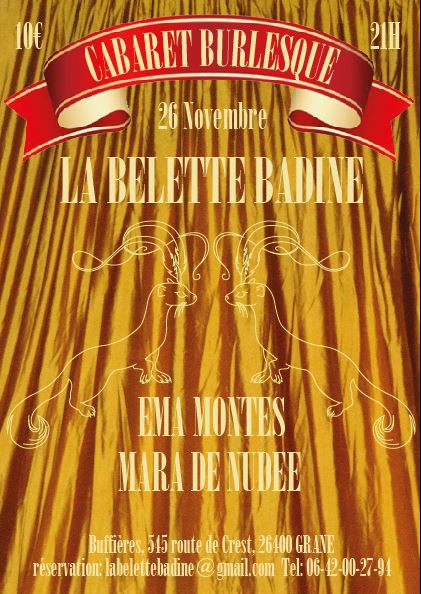 10€
21H
CABARET BURLESQUE
26 Novembre
LA BELETTE BADINE
EMA MONTES
MARA DE NUDEE
Buffières, 545 route de Crest, 26400 GRANE
réservation: labelettebadine@gmail.com Tel: 06-42-00-27-94